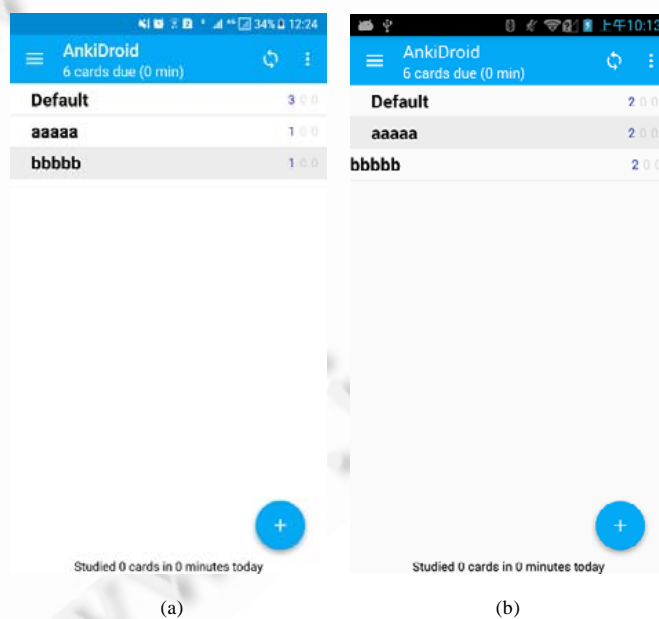 34% 12:24
AnkiDroid
6 cards due (0 min)
Default 3 0 0
aaaaa 1 0 0
bbbbb 1 0 0
Studied 0 cards in 0 minutes today
(a)
上午10:13
AnkiDroid
6 cards due (0 min)
Default 2 0 0
aaaaa 2 0 0
bbbbb 2 0 0
Studied 0 cards in 0 minutes today
(b)